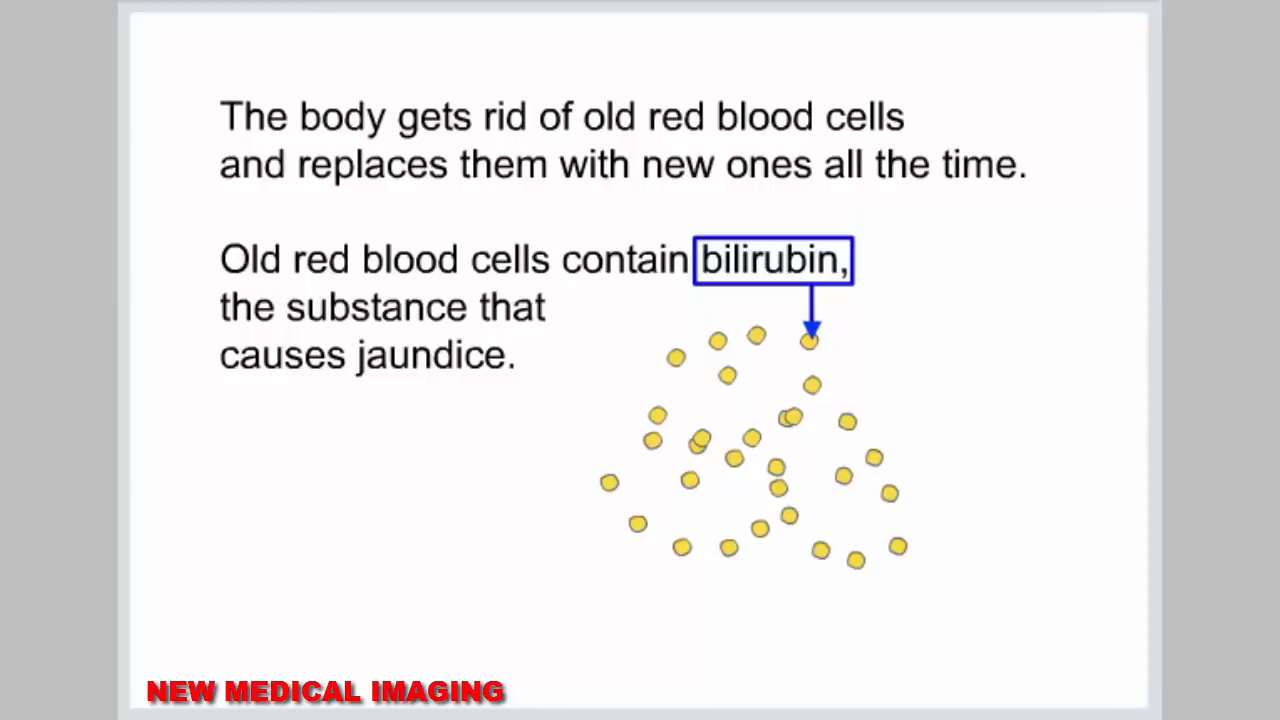 The body gets rid of old red blood cells
and replaces them with new ones all the time.
Old red blood cells contain bilirubin,
the substance that
causes jaundice.
NEW MEDICAL IMAGING